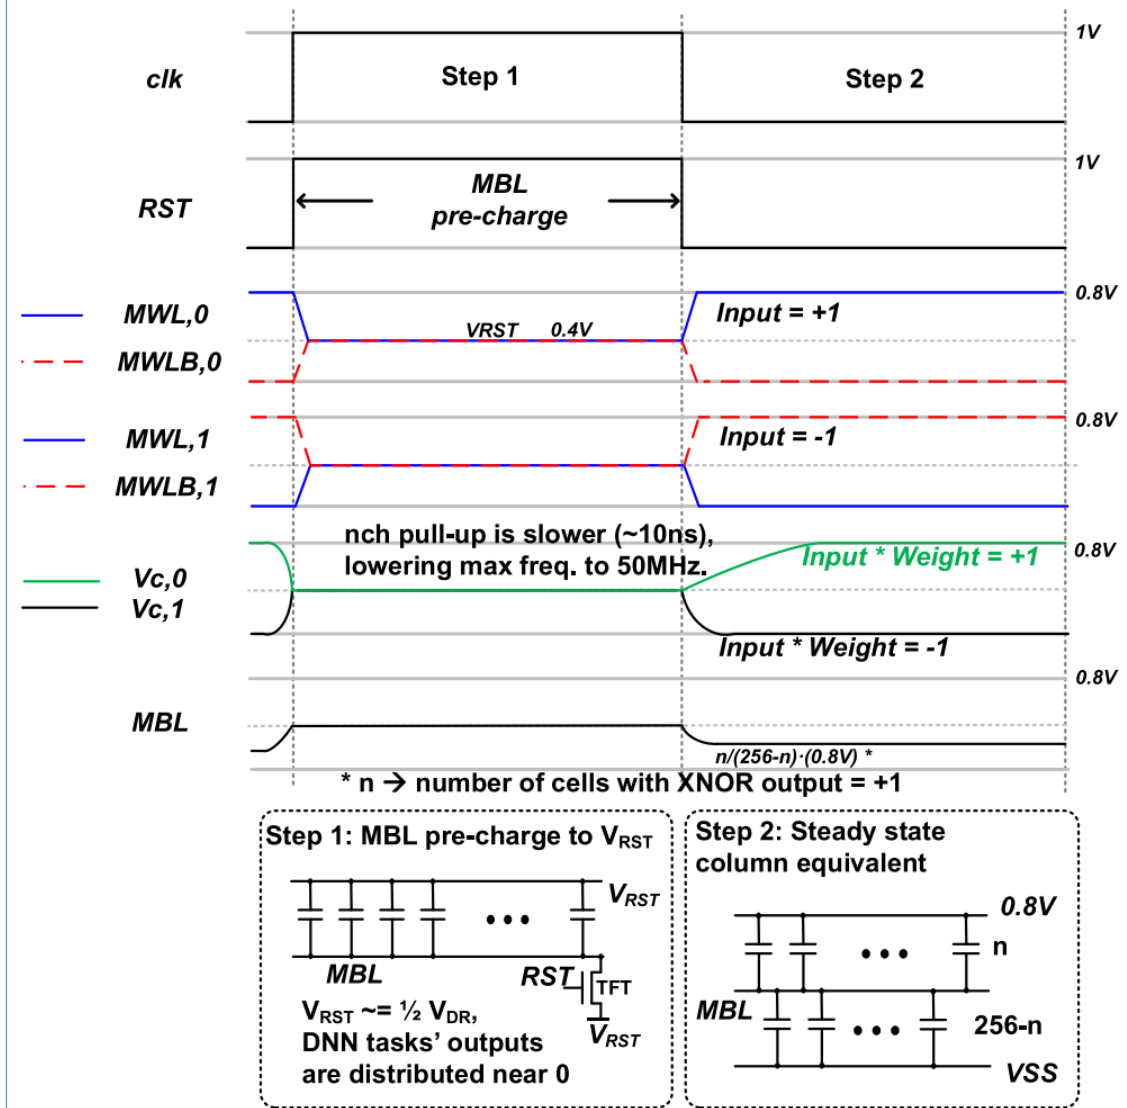 1V
clk
Step 1
Step 2
1V
RST
MBL
pre-charge
0.8V
MWL,0
Input = +1
VRST 0.4V
MWLB,0
0.8V
MWL,1
Input = -1
MWLB,1
nch pull-up is slower (~10ns),
lowering max freq. to 50MHz.
0.8V
Input * Weight = +1
Vc,0
Vc,1
Input * Weight = -1
0.8V
MBL
n/(256-n)·(0.8V) *
* n → number of cells with XNOR output = +1
Step 1: MBL pre-charge to VRST
VRST
MBL
RST
TFT
VRST
VRST ~= ½ VDR,
DNN tasks' outputs
are distributed near 0
Step 2: Steady state
column equivalent
0.8V
n
MBL
256-n
VSS